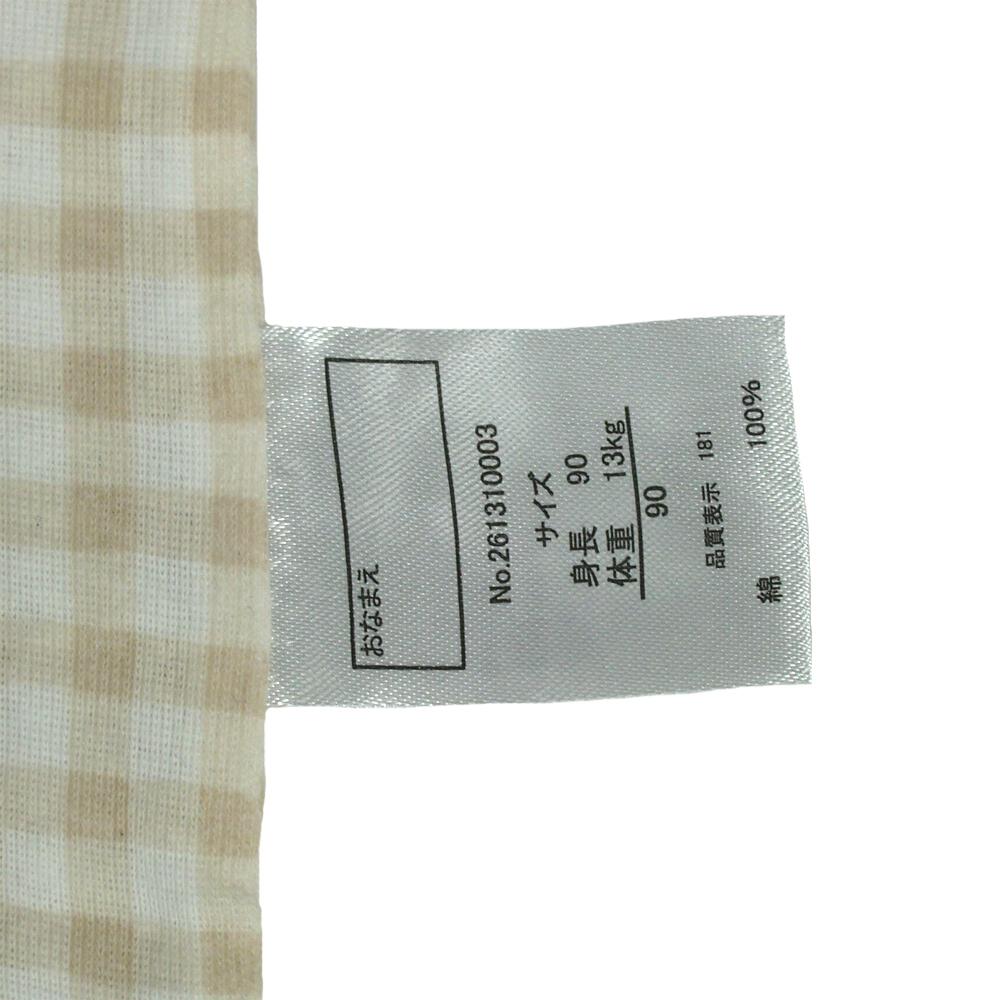 おなまえ
No.261310003
サイズ
身長 90
体重 13kg
90
品質表示 181
綿 100%